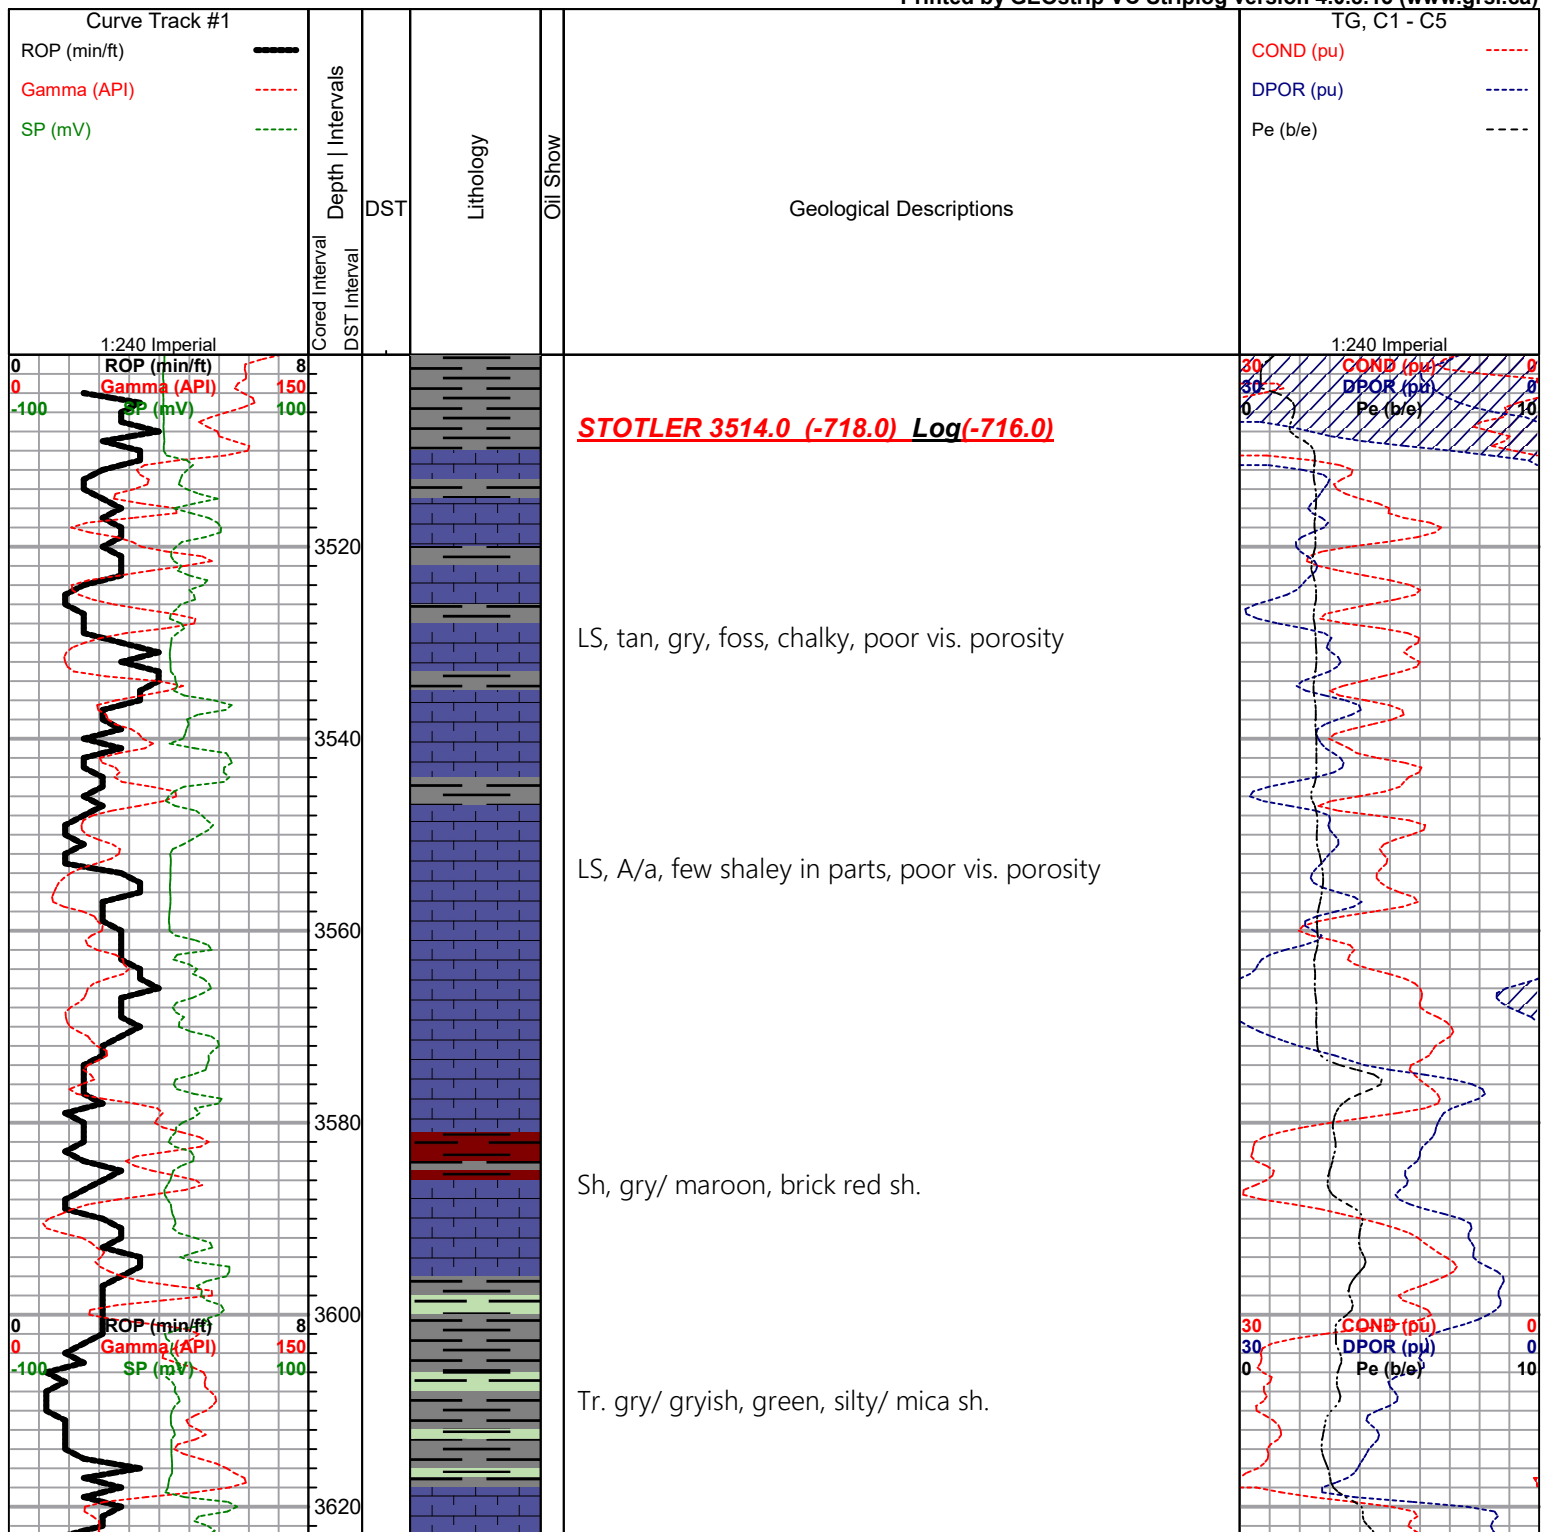 Curve Track #1
ROP (min/ft)
Gamma (API)
SP (mV)
1:240 Imperial
Cored Interval
Depth | Intervals
DST Interval
DST
Lithology
Oil Show
Geological Descriptions
TG, C1 - C5
COND (pu)
DPOR (pu)
Pe (b/e)
1:240 Imperial
0 ROP (min/ft) 8
0 Gamma (API) 150
-100 SP (mV) 100
30 COND (pu) 0
30 DPOR (pu) 0
0 Pe (b/e) 10
STOTLER 3514.0 (-718.0) Log(-716.0)
3520
LS, tan, gry, foss, chalky, poor vis. porosity
3540
LS, A/a, few shaley in parts, poor vis. porosity
3560
3580
Sh, gry/ maroon, brick red sh.
3600
0 ROP (min/ft) 8
0 Gamma (API) 150
-100 SP (mV) 100
30 COND (pu) 0
30 DPOR (pu) 0
0 Pe (b/e) 10
Tr. gry/ gryish, green, silty/ mica sh.
3620